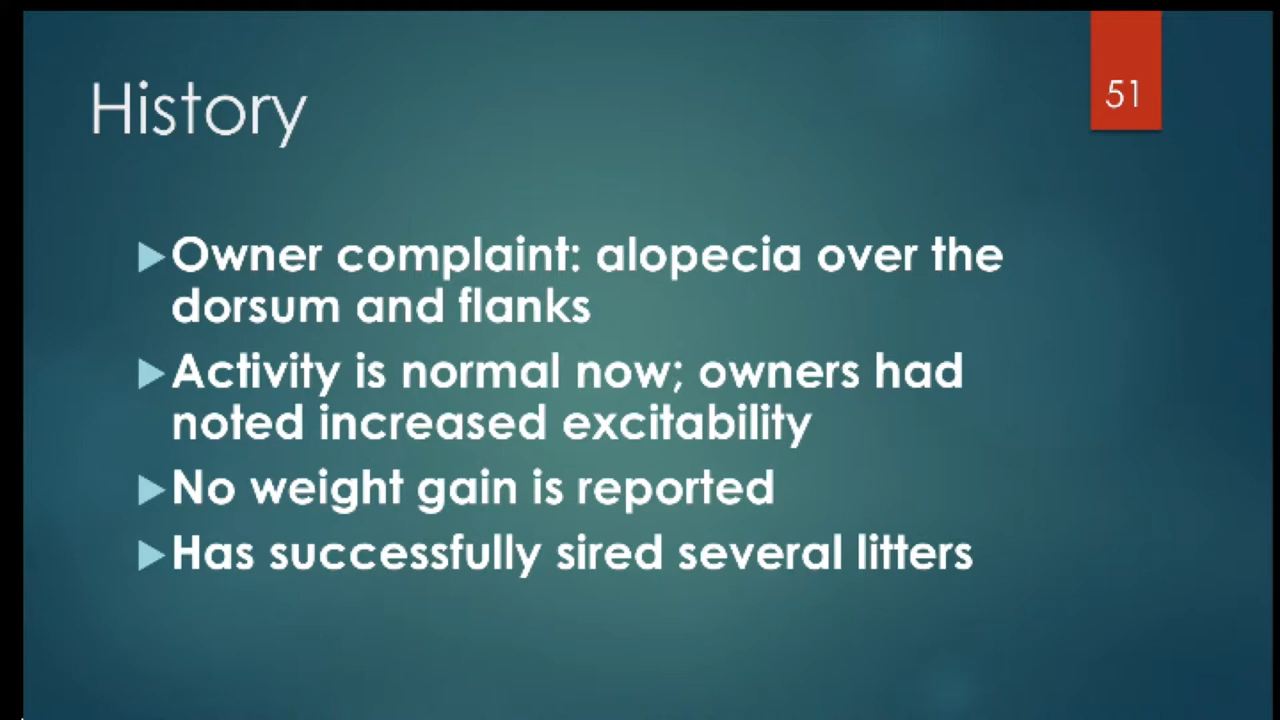 51
History
Owner complaint: alopecia over the
dorsum and flanks
Activity is normal now; owners had
noted increased excitability
No weight gain is reported
Has successfully sired several litters